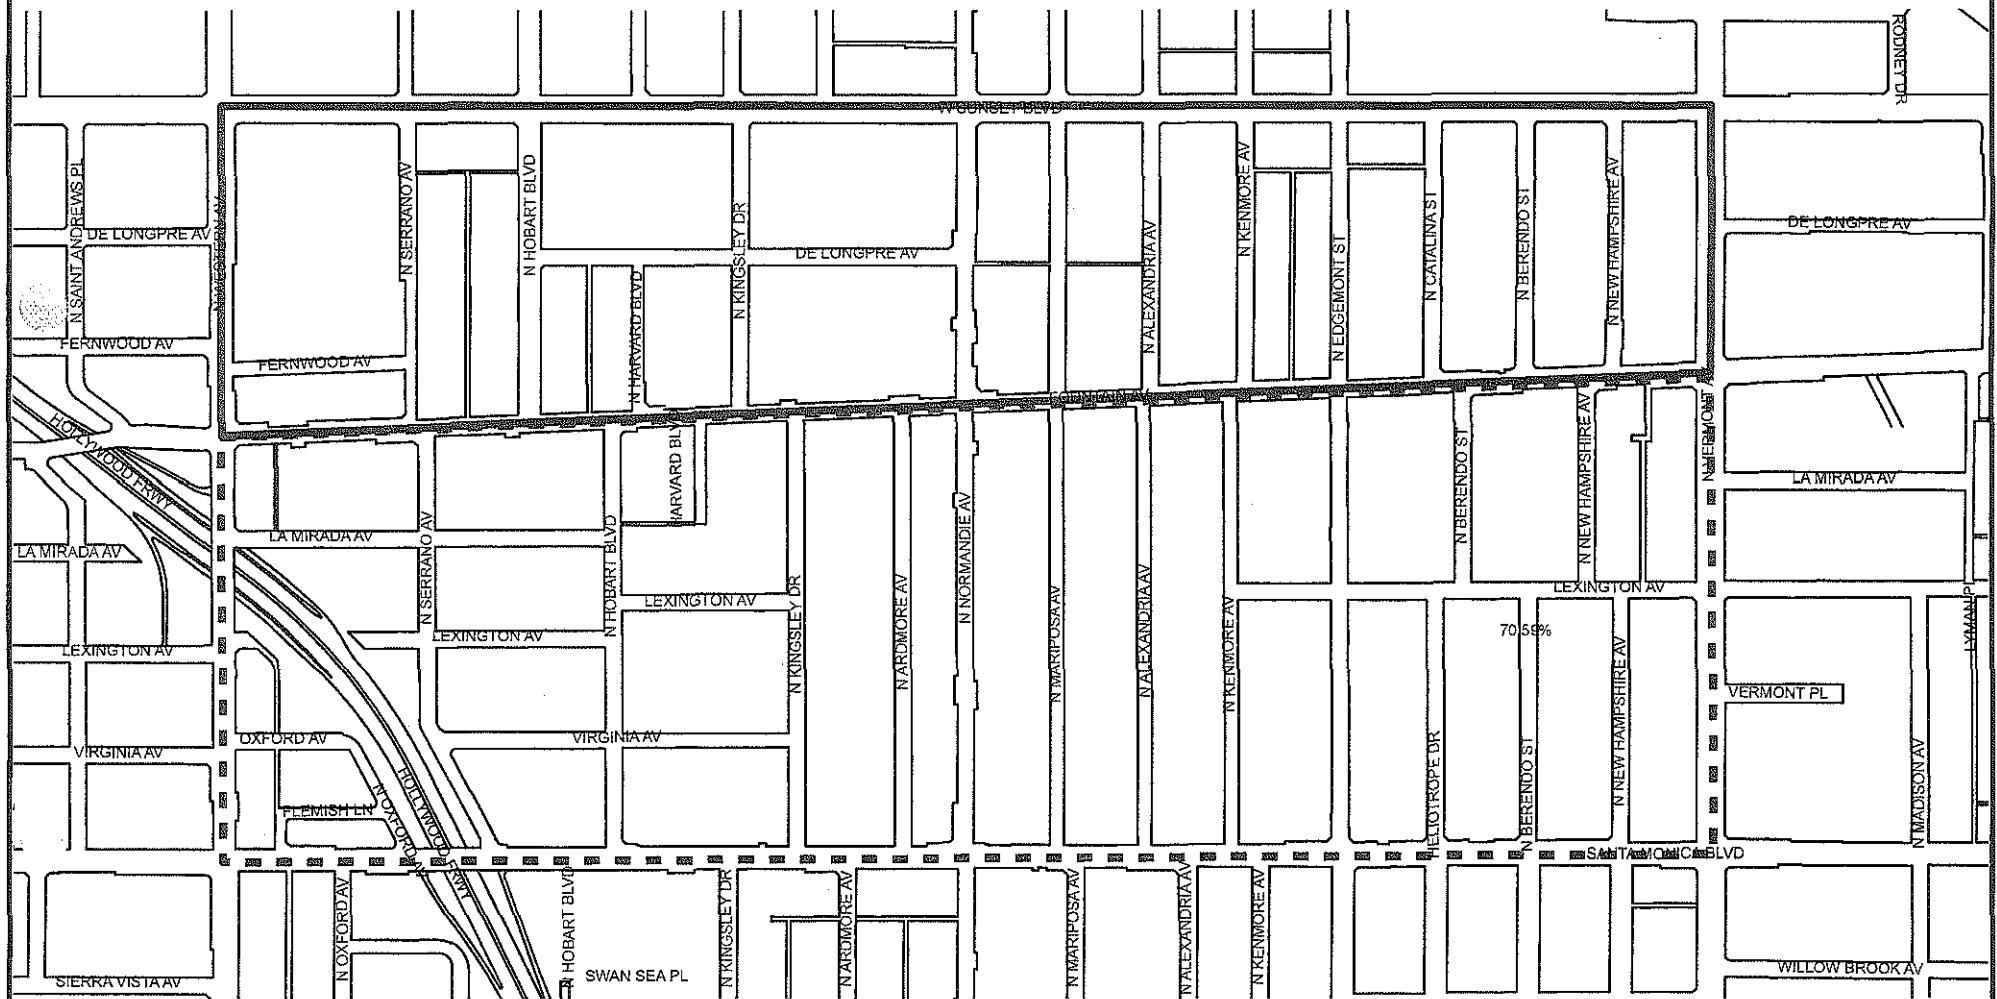 RODNEY DR
W SUNSET BLVD
N SAINT ANDREWS PL
DE LONGPRE AV
N SERRANO AV
N HOBART BLVD
N KINGSLEY DR
DE LONGPRE AV
N HARVARD BLVD
N ALEXANDRIA AV
N KENMORE AV
N EDGEMONT ST
N CATALINA ST
N BERENDO ST
N NEW HAMPSHIRE AV
DE LONGPRE AV
FERNWOOD AV
FERNWOOD AV
FOUNTAIN AV
HOLLYWOOD FRWY
HARVARD BLV
N BERENDO ST
N NEW HAMPSHIRE AV
N VERMONT
LA MIRADA AV
LA MIRADA AV
LA MIRADA AV
N SERRANO AV
N HOBART BLVD
N NORMANDIE AV
LEXINGTON AV
LEXINGTON AV
LEXINGTON AV
LEXINGTON AV
N KINGSLEY DR
N ARDMORE AV
N MARIPOSA AV
N ALEXANDRIA AV
N KENMORE AV
70.59%
N NEW HAMPSHIRE AV
LYMAN PL
VERMONT PL
VIRGINIA AV
OXFORD AV
VIRGINIA AV
HELIOTROPE DR
N BERENDO ST
N MADISON AV
FLEMISH LN
N OXFORD AV
HOLLYWOOD FRWY
SANTA MONICA BLVD
N OXFORD AV
N HOBART BLVD
N KINGSLEY DR
N ARDMORE AV
N MARIPOSA AV
N ALEXANDRIA AV
N KENMORE AV
SIERRA VISTA AV
SWAN SEA PL
WILLOW BROOK AV